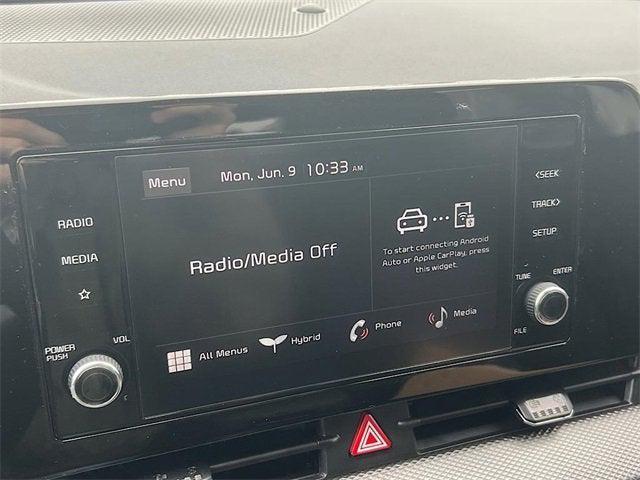 Menu
Mon, Jun. 9 10:33 AM
<SEEK
RADIO
TRACK>
To start connecting Android
Auto or Apple CarPlay, press
this widget.
SETUP
MEDIA
Radio/Media Off
TUNE
ENTER
FILE
POWER
PUSH
VOL
All Menus
Hybrid
Phone
Media